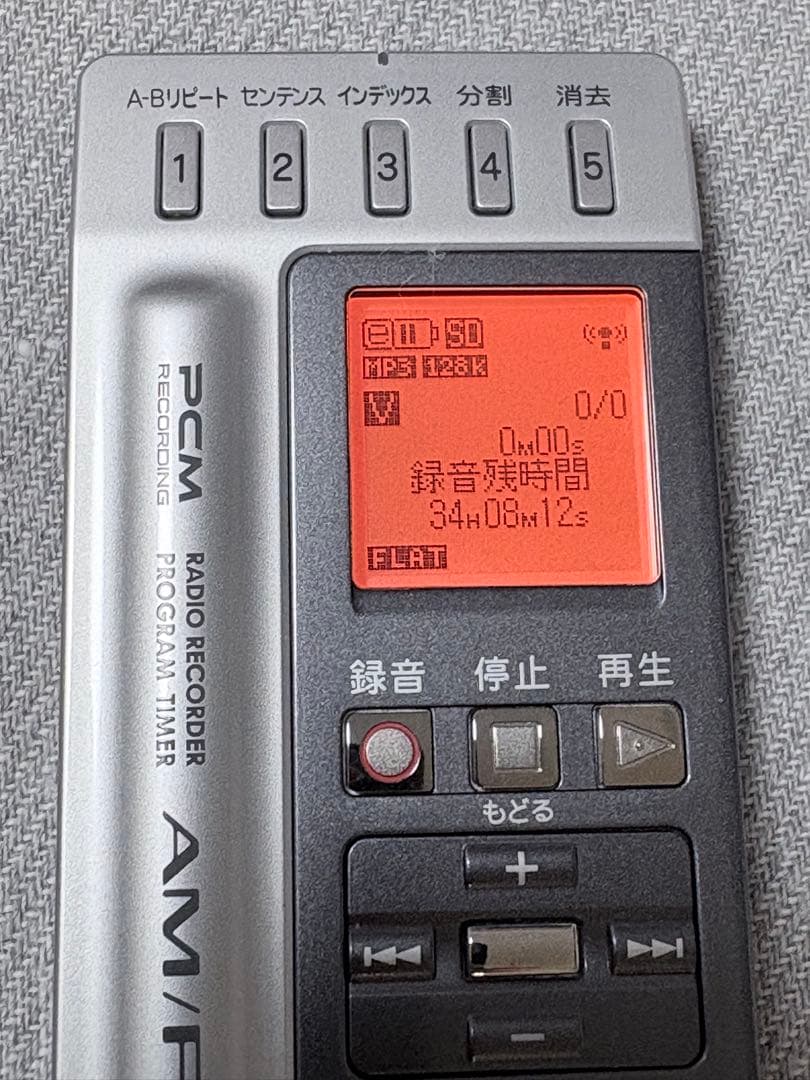 A-Bリピート センテンス インデックス 分割 消去
1 2 3 4 5
SD
MP3 128K
V 0/0
0M00s
録音残時間
34H08M12s
FLAT
PCM
RECORDING
RADIO RECORDER
PROGRAM TIMER
AM/F
録音 停止 再生
もどる
+
−